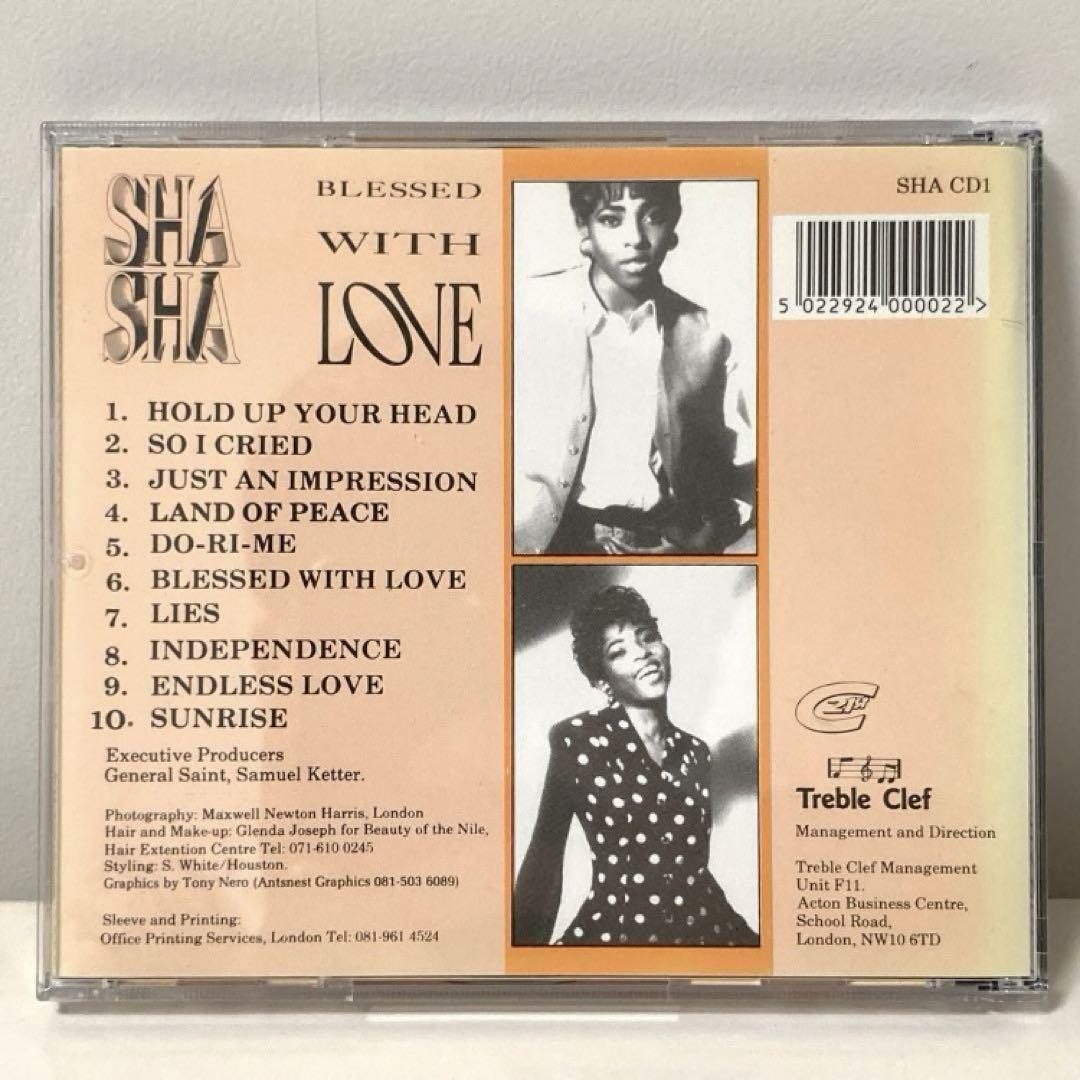 SHA
SHA
BLESSED
WITH
LOVE
1. HOLD UP YOUR HEAD
2. SO I CRIED
3. JUST AN IMPRESSION
4. LAND OF PEACE
5. DO-RI-ME
6. BLESSED WITH LOVE
7. LIES
8. INDEPENDENCE
9. ENDLESS LOVE
10. SUNRISE
Executive Producers
General Saint, Samuel Ketter.
Photography: Maxwell Newton Harris, London
Hair and Make-up: Glenda Joseph for Beauty of the Nile,
Hair Extention Centre Tel: 071-610 0245
Styling: S. White/Houston.
Graphics by Tony Nero (Antsnest Graphics 081-503 6089)
Sleeve and Printing:
Office Printing Services, London Tel: 081-961 4524
SHA CD1
5 022924 000022 >
C 21st
Treble Clef
Management and Direction
Treble Clef Management
Unit F11.
Acton Business Centre,
School Road,
London, NW10 6TD